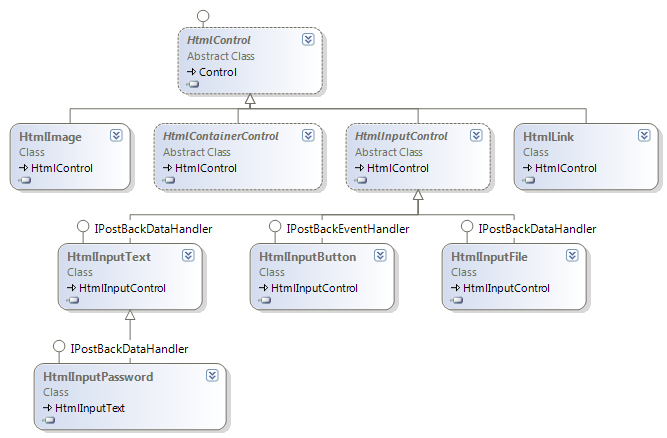 HtmlControl
Abstract Class
Control
HtmlImage
Class
HtmlControl
HtmlContainerControl
Abstract Class
HtmlControl
HtmlInputControl
Abstract Class
HtmlControl
HtmlLink
Class
HtmlControl
IPostBackDataHandler
HtmlInputText
Class
HtmlInputControl
IPostBackEventHandler
HtmlInputButton
Class
HtmlInputControl
IPostBackDataHandler
HtmlInputFile
Class
HtmlInputControl
IPostBackDataHandler
HtmlInputPassword
Class
HtmlInputText